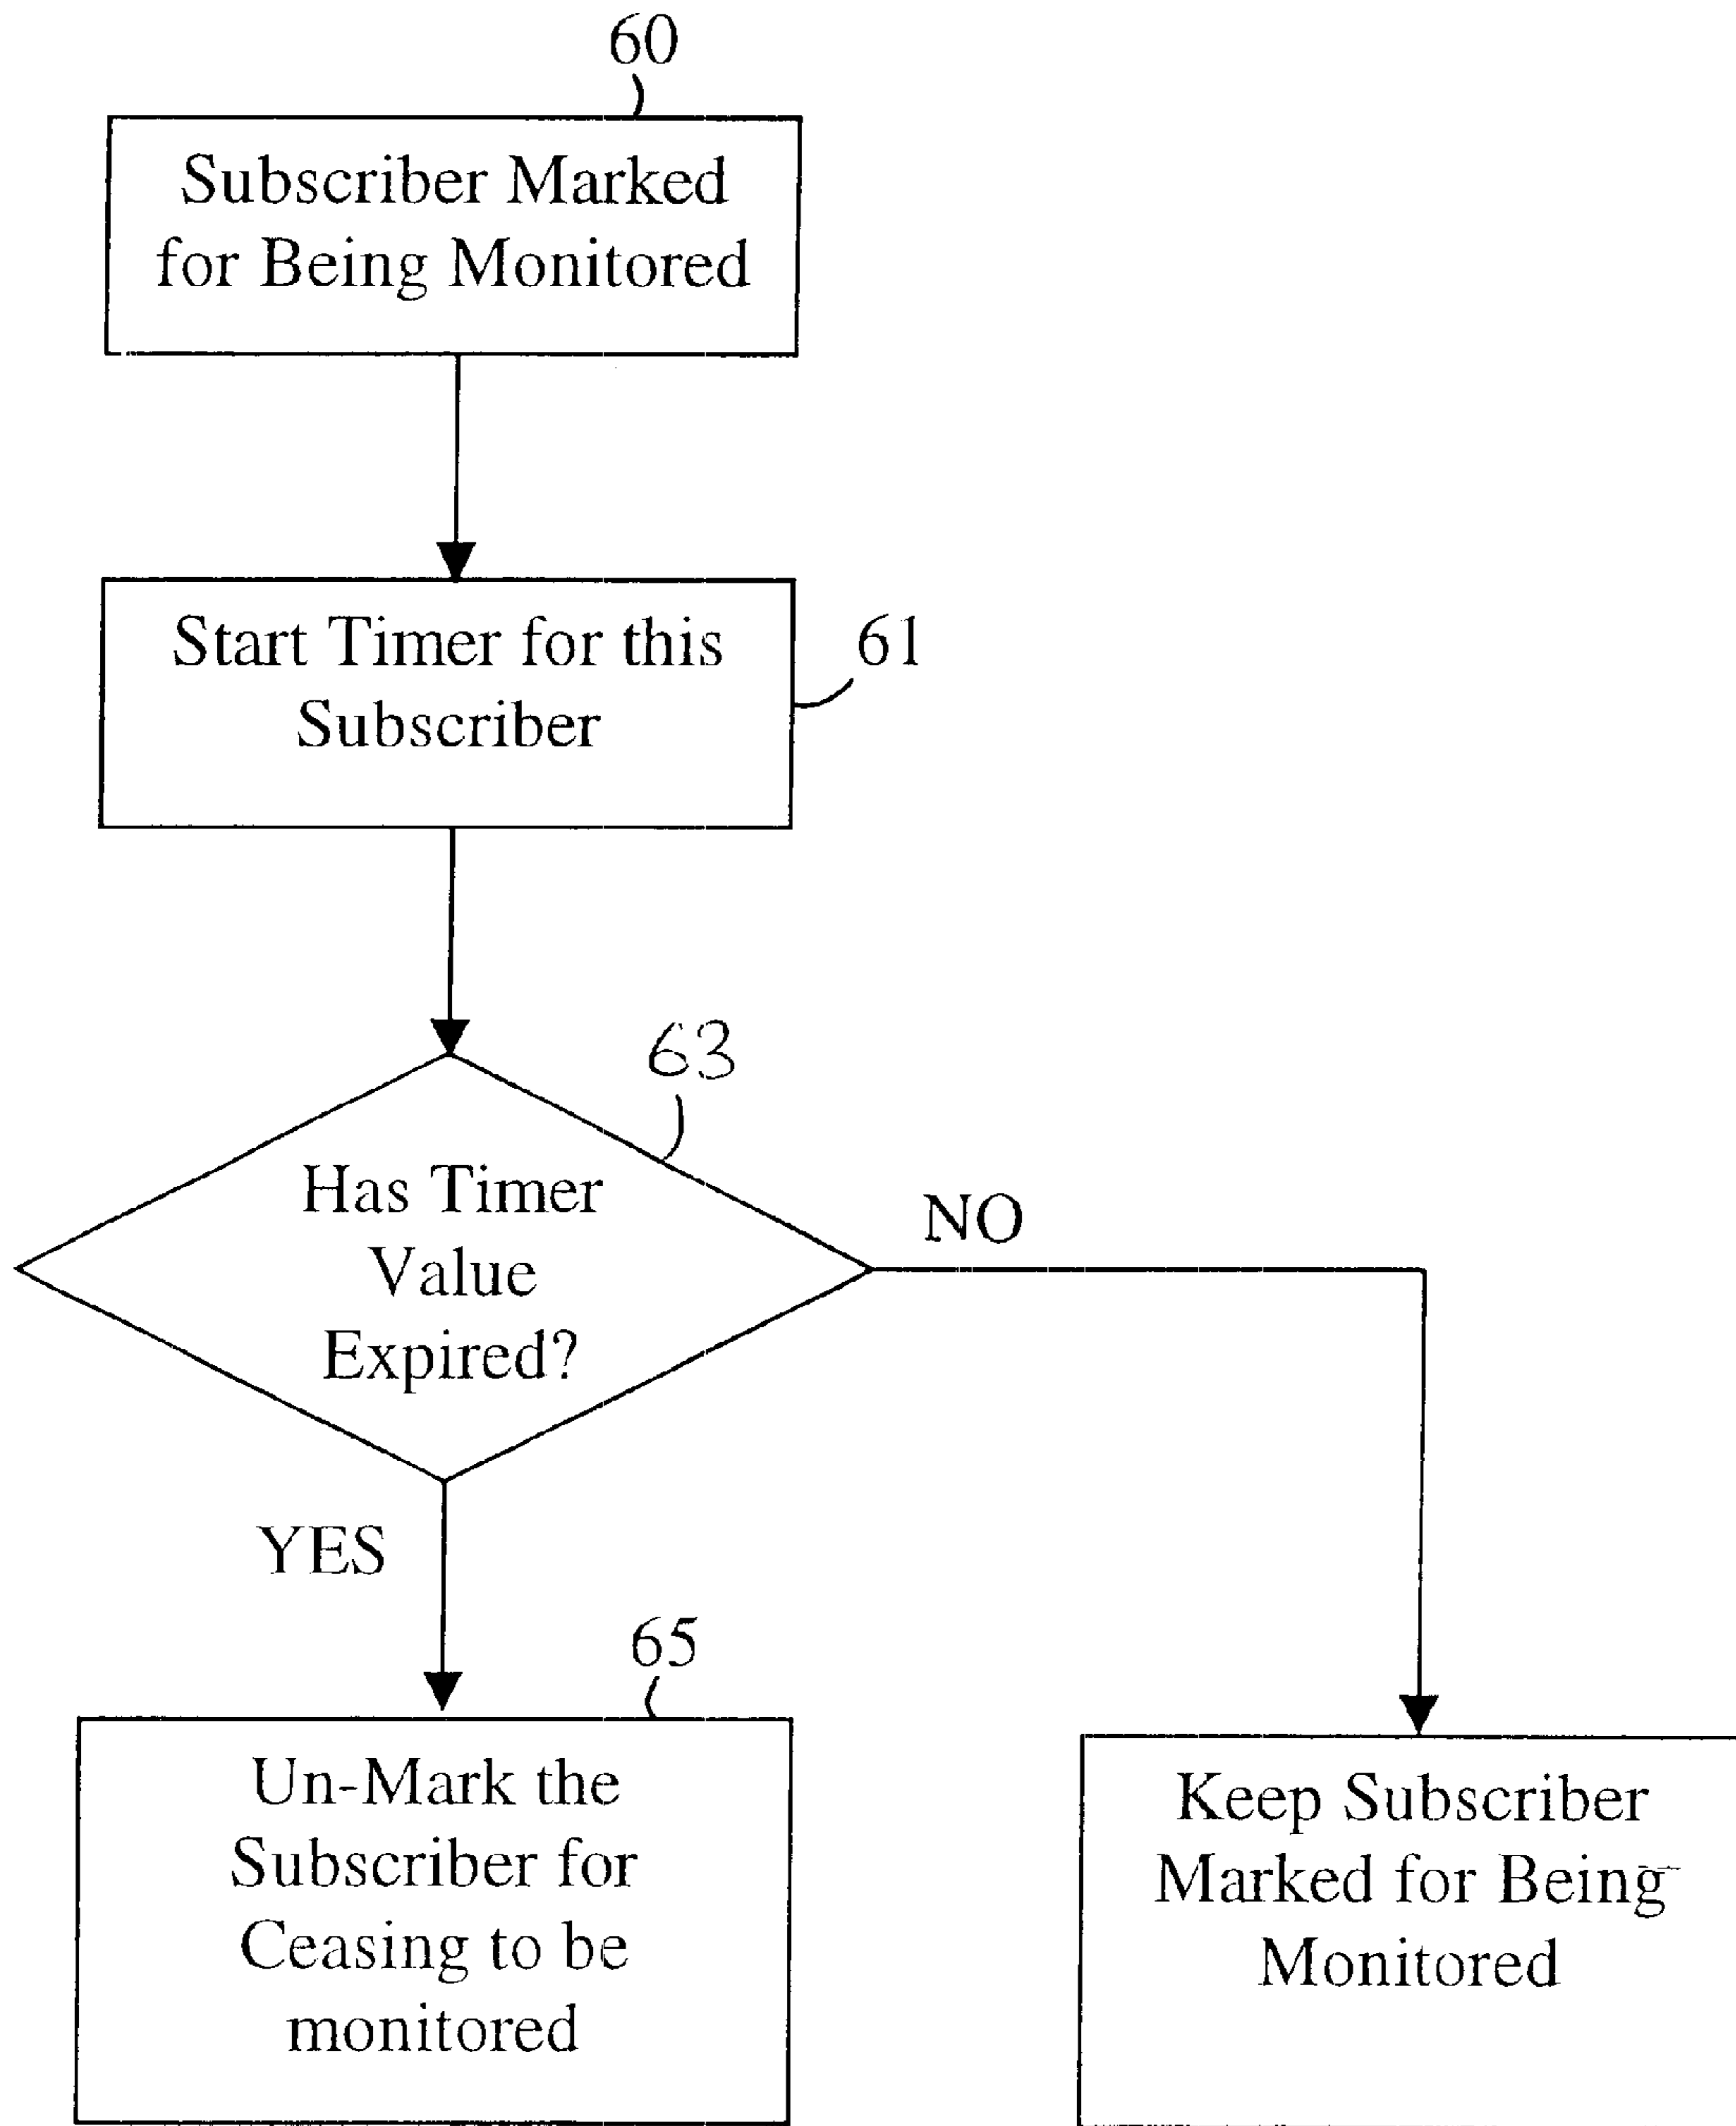 60
Subscriber Marked
for Being Monitored
Start Timer for this
Subscriber
61
63
Has Timer
Value
Expired?
NO
YES
65
Un-Mark the
Subscriber for
Ceasing to be
monitored
Keep Subscriber
Marked for Being
Monitored